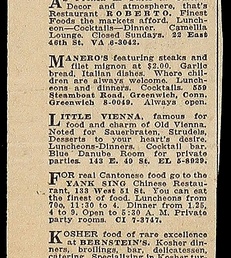 A Decor and atmosphere, that's
Restaurant ROBERTO. Finest
Foods the markets afford. Lunch-
eon—Cocktails—Dinner. Camellia
Lounge. Closed Sundays. 22 East
46th St. VA 6-3042.
MANERO'S featuring steaks and
filet mignon at $2.00. Garlic
bread, Italian dishes. Where chil-
dren are always welcome. Lunch-
eons and dinners. Cocktails. 559
Steamboat Road, Greenwich, Conn.
Greenwich 8-0049. Always open.
LITTLE VIENNA, famous for
food and charm of Old Vienna.
Noted for Sauerbraten, Strudels,
Desserts to your heart's desire.
Luncheons-Dinners. Cocktail bar.
Blue Danube Room for private
parties. 143 E. 49 St. EL 5-8929.
FOR real Cantonese food go to the
YANK SING Chinese Restau-
rant, 133 West 51 St. You can eat
the finest of food. Luncheons from
70c, 11:30 to 4. Dinner from 1.25,
4 to 9. Open to 5:30 A. M. Private
party rooms. CI 7-3747.
KOSHER food of rare excellence
at BERNSTEIN'S. Kosher din-
ners, broilings, bar, delicatessen,
catering. Specializing in Kosher